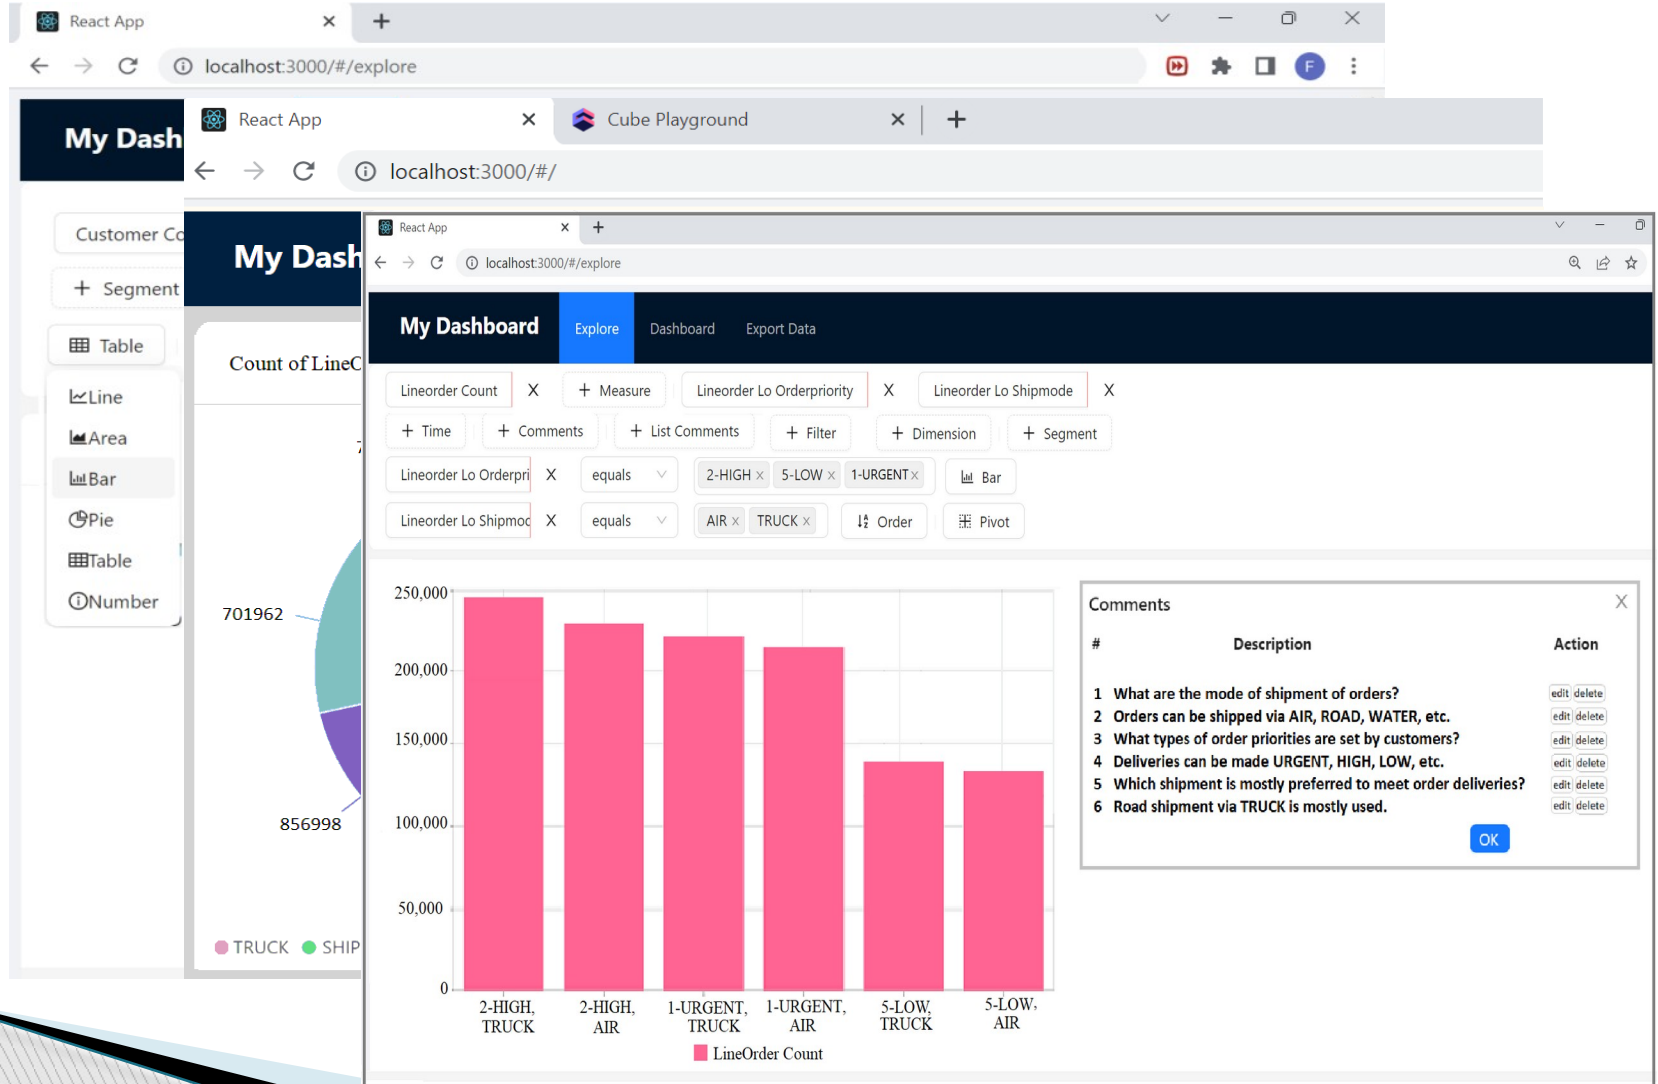 React App
localhost:3000/#/explore
F
My Dash
Customer Co
+ Segment
Table
Line
Area
Bar
Pie
Table
Number
React App
Cube Playground
localhost:3000/#/
My Dash
Count of LineO
701962
856998
TRUCK SHIP
React App
localhost:3000/#/explore
My Dashboard Explore Dashboard Export Data
Lineorder Count X + Measure Lineorder Lo Orderpriority X Lineorder Lo Shipmode X
+ Time + Comments + List Comments + Filter + Dimension + Segment
Lineorder Lo Orderpri X equals 2-HIGH × 5-LOW × 1-URGENT × Bar
Lineorder Lo Shipmod X equals AIR × TRUCK × Order Pivot
250,000
200,000
150,000
100,000
50,000
0
2-HIGH, TRUCK
2-HIGH, AIR
1-URGENT, TRUCK
1-URGENT, AIR
5-LOW, TRUCK
5-LOW, AIR
LineOrder Count
Comments X
# Description Action
1 What are the mode of shipment of orders? edit delete
2 Orders can be shipped via AIR, ROAD, WATER, etc. edit delete
3 What types of order priorities are set by customers? edit delete
4 Deliveries can be made URGENT, HIGH, LOW, etc. edit delete
5 Which shipment is mostly preferred to meet order deliveries? edit delete
6 Road shipment via TRUCK is mostly used. edit delete
OK